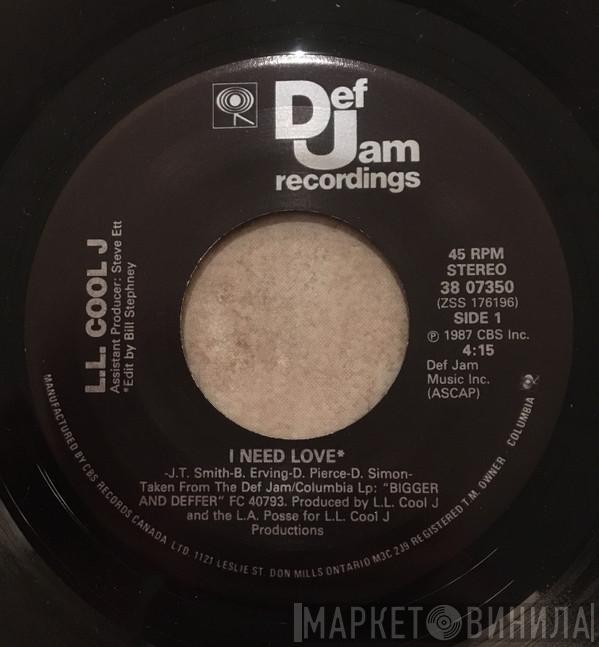 Def
Jam
recordings
L.L. COOL J
Assistant Producer: Steve Ett
*Edit by Bill Stephney
45 RPM
STEREO
38 07350
(ZSS 176196)
SIDE 1
℗ 1987 CBS Inc.
4:15
Def Jam
Music Inc.
(ASCAP)
I NEED LOVE*
-J.T. Smith-B. Erving-D. Pierce-D. Simon-
Taken From The Def Jam/Columbia Lp: "BIGGER
AND DEFFER" FC 40793. Produced by L.L. Cool J
and the L.A. Posse for L.L. Cool J
Productions
MANUFACTURED BY CBS RECORDS CANADA LTD. 1121 LESLIE ST. DON MILLS ONTARIO M3C 2J9 REGISTERED T.M. OWNER - COLUMBIA
МАРКЕТ ВИНИЛА